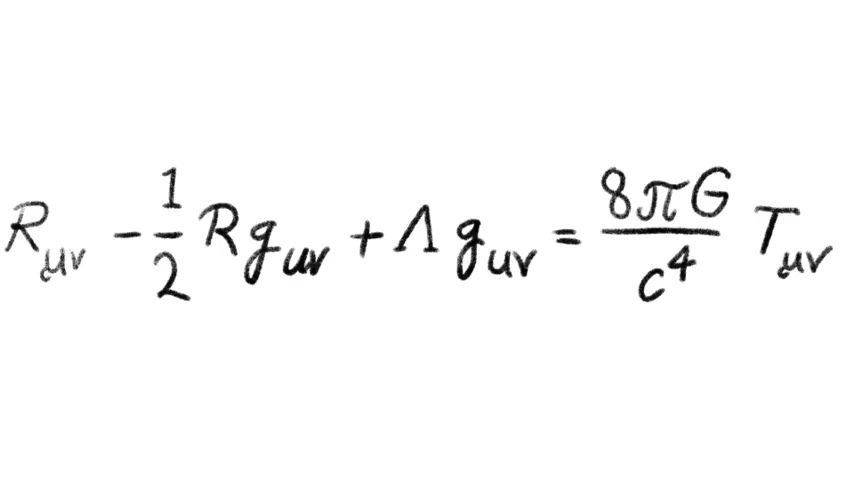 R_μν - 1/2 R g_μν + Λ g_μν = 8πG/c⁴ T_μν